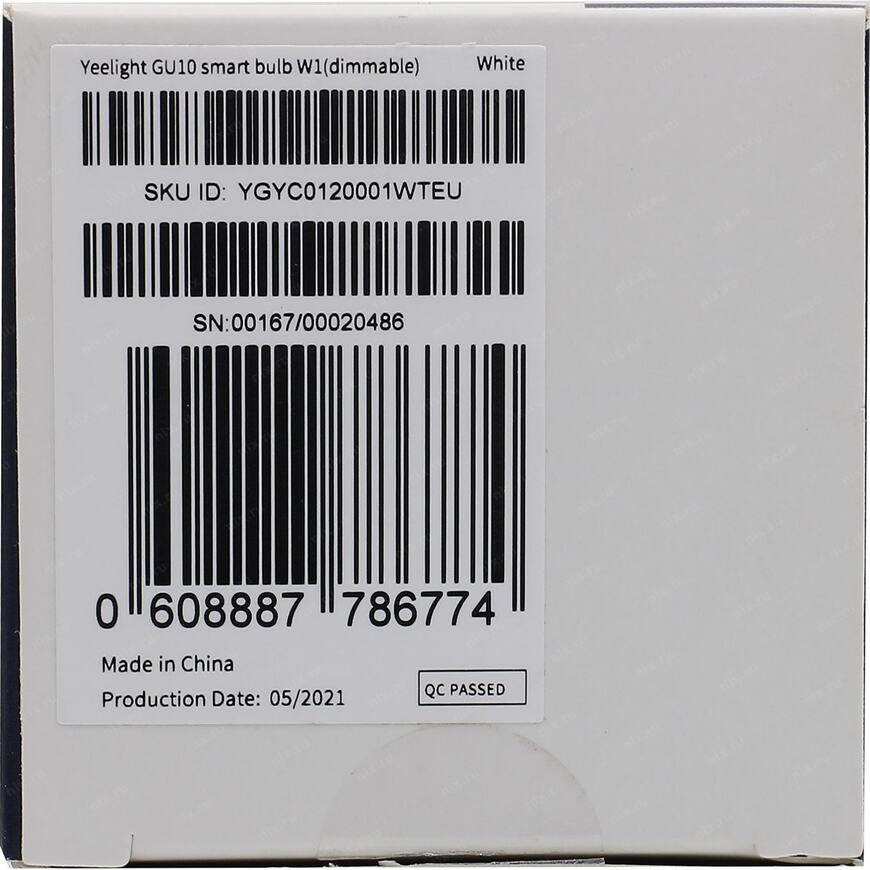 Yeelight GU10 smart bulb W1(dimmable) White
SKU ID: YGYC0120001WTEU
SN:00167/00020486
0 608887 786774
Made in China
Production Date: 05/2021
QC PASSED